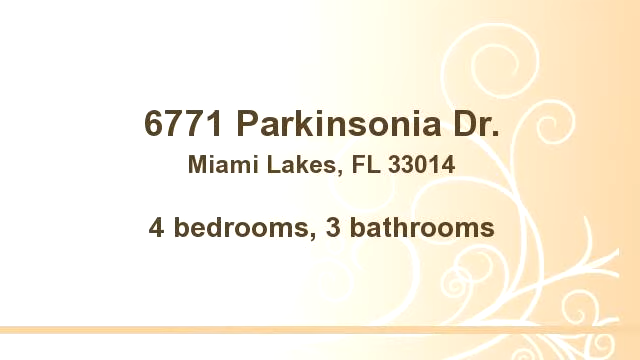 6771 Parkinsonia Dr.
Miami Lakes, FL 33014
4 bedrooms, 3 bathrooms